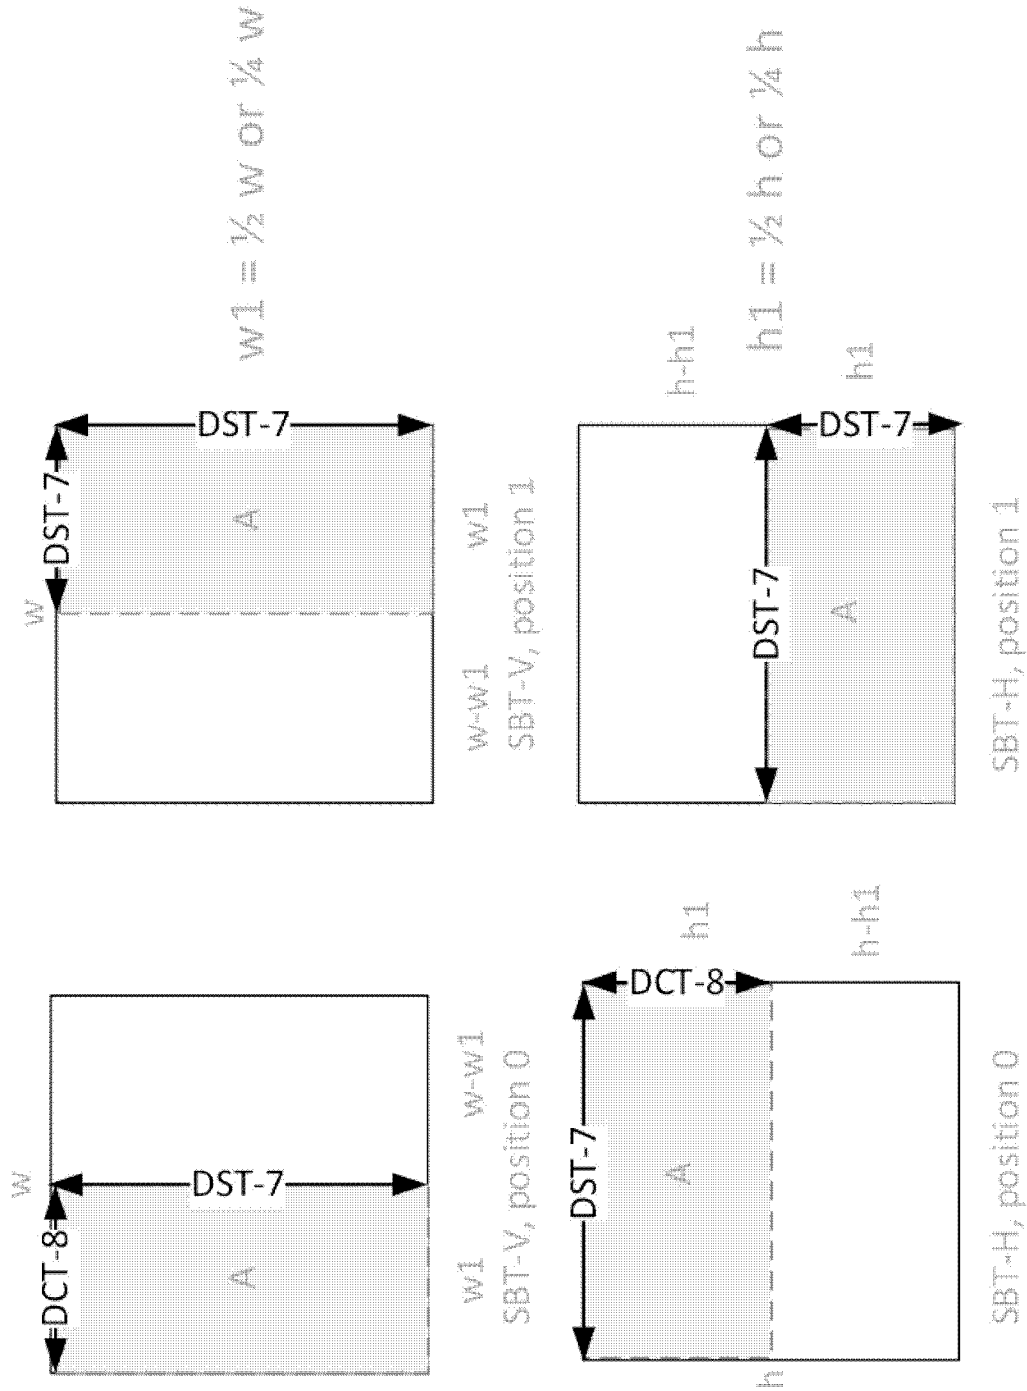 w
DCT-8
DST-7
A
w1
w-w1
SBT-V, position 0
w
DST-7
DST-7
A
w-w1
w1
SBT-V, position 1
w1 = ½ w or ¼ w
DST-7
DCT-8
A
h1
h-h1
h
SBT-H, position 0
DST-7
DST-7
A
h-h1
h1
SBT-H, position 1
h1 = ½ h or ¼ h